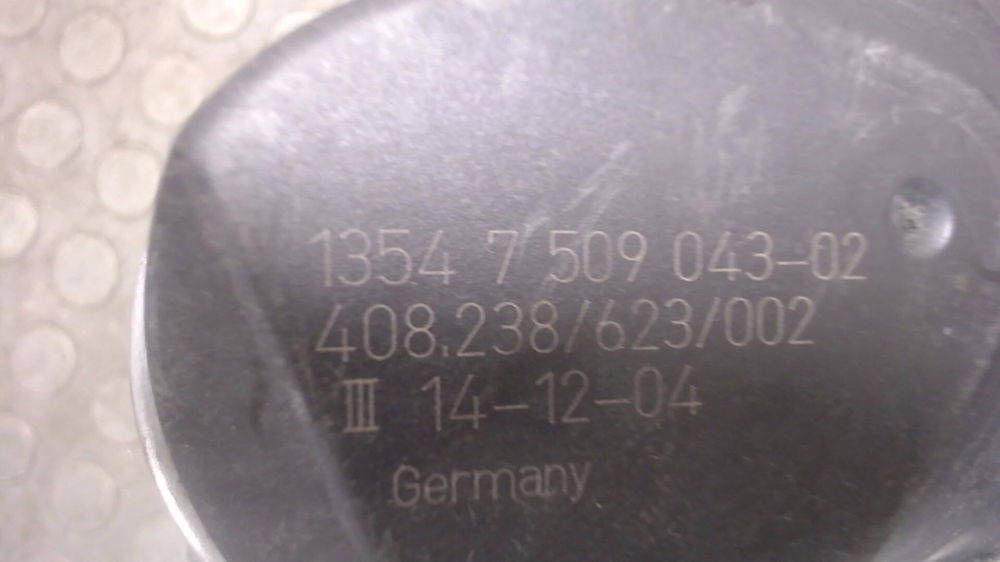 1354 7 509 043-02
408.238/623/002
III 14-12-04
Germany